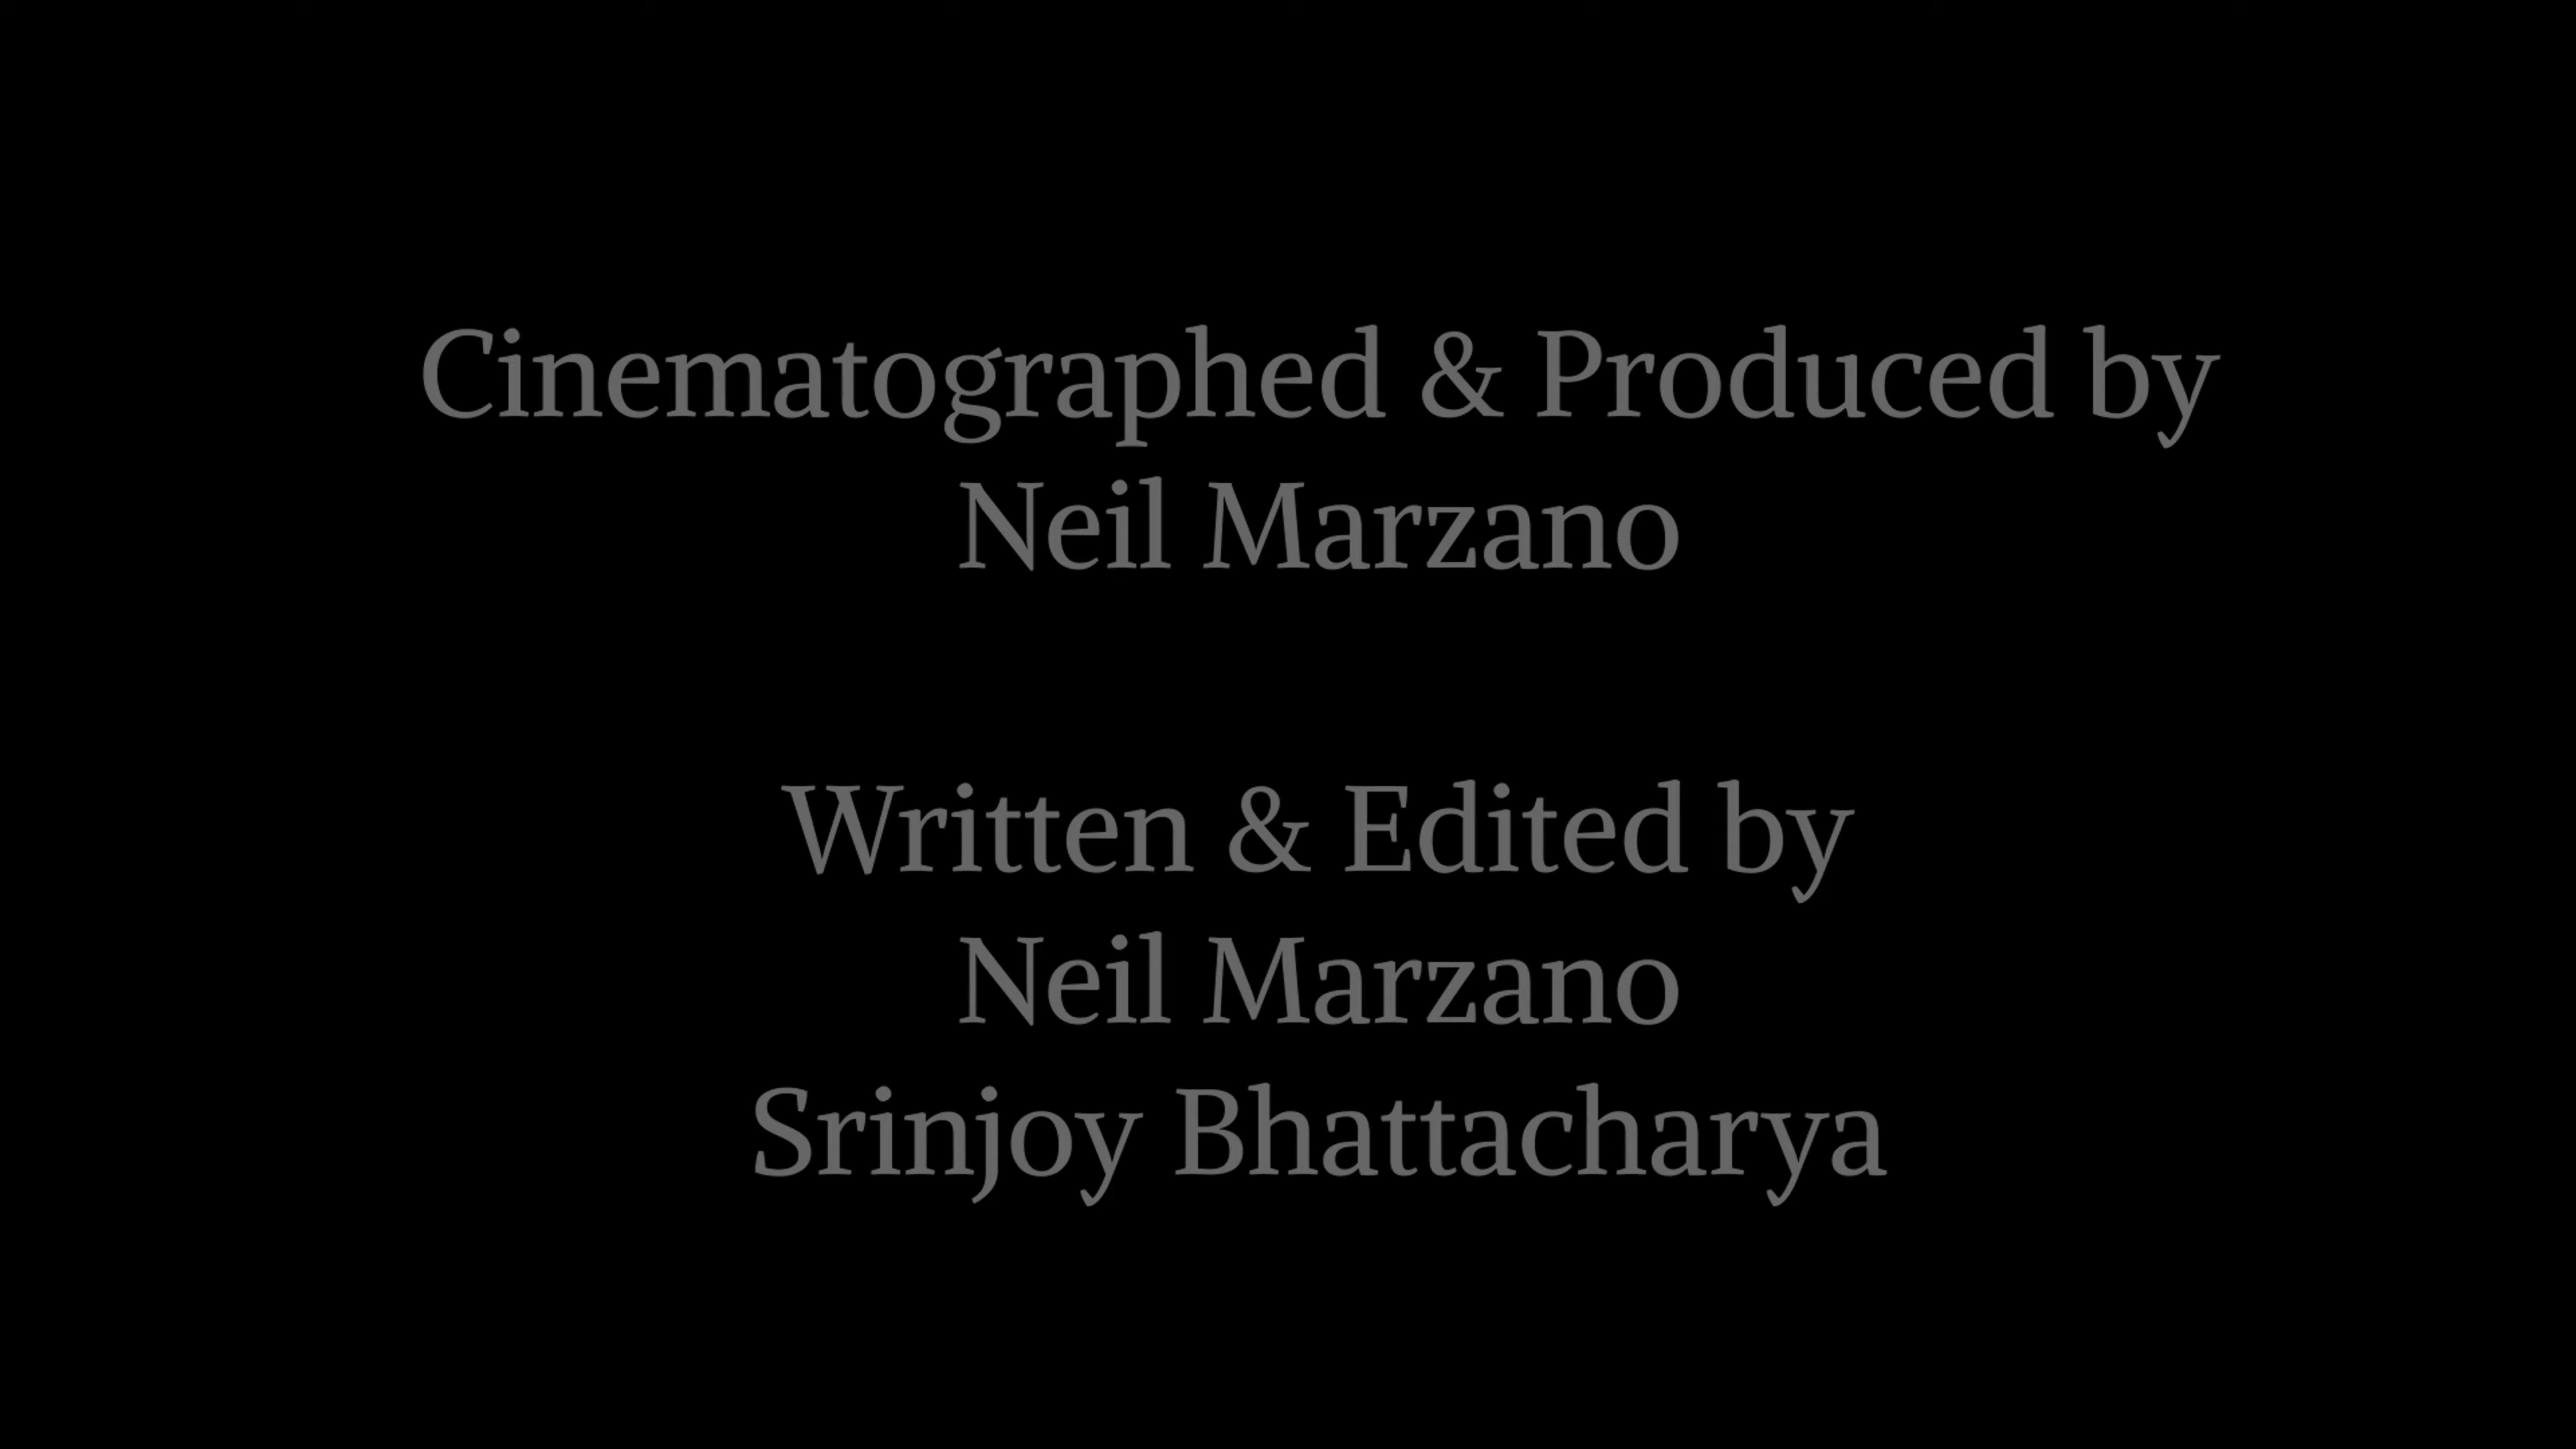 Cinematographed & Produced by
Neil Marzano
Written & Edited by
Neil Marzano
Srinjoy Bhattacharya